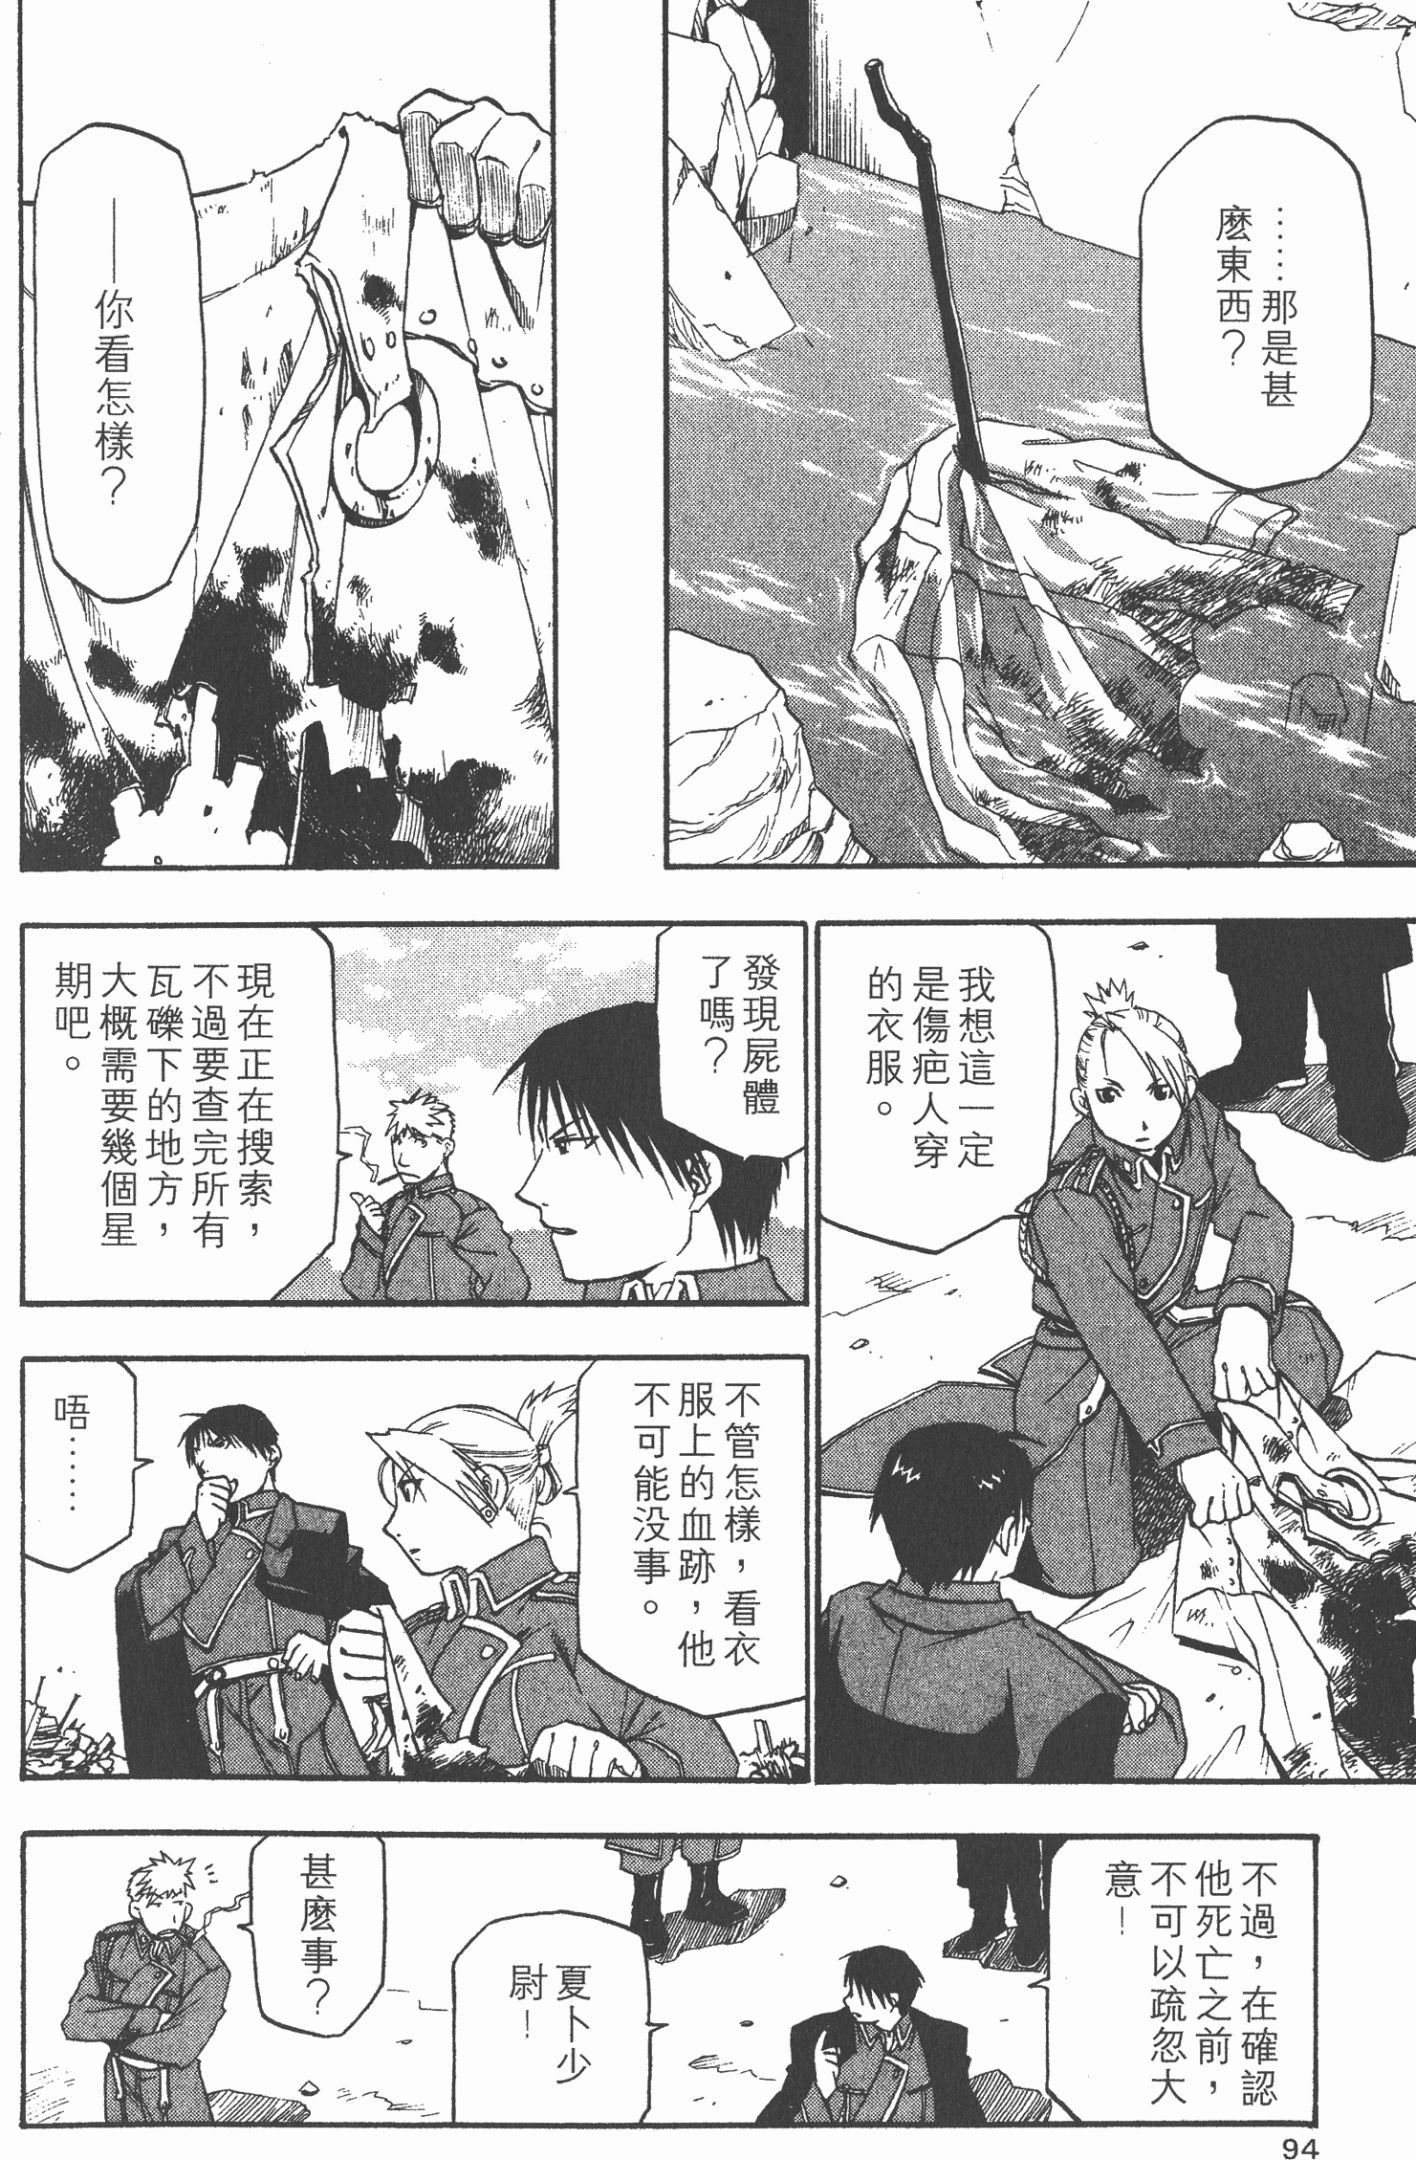 ……那是甚
麼東西？
——你看怎樣？
我想這一定
是傷疤人穿
的衣服。
發現屍體
了嗎？
現在正在搜索，
不過要查完所有
瓦礫下的地方，
大概需要幾個星
期吧。
不管怎樣，看衣
服上的血跡，他
不可能没事。
唔……
不過，在確認
他死亡之前，
不可以疏忽大
意！
夏卜少
尉！
甚麼事？
94